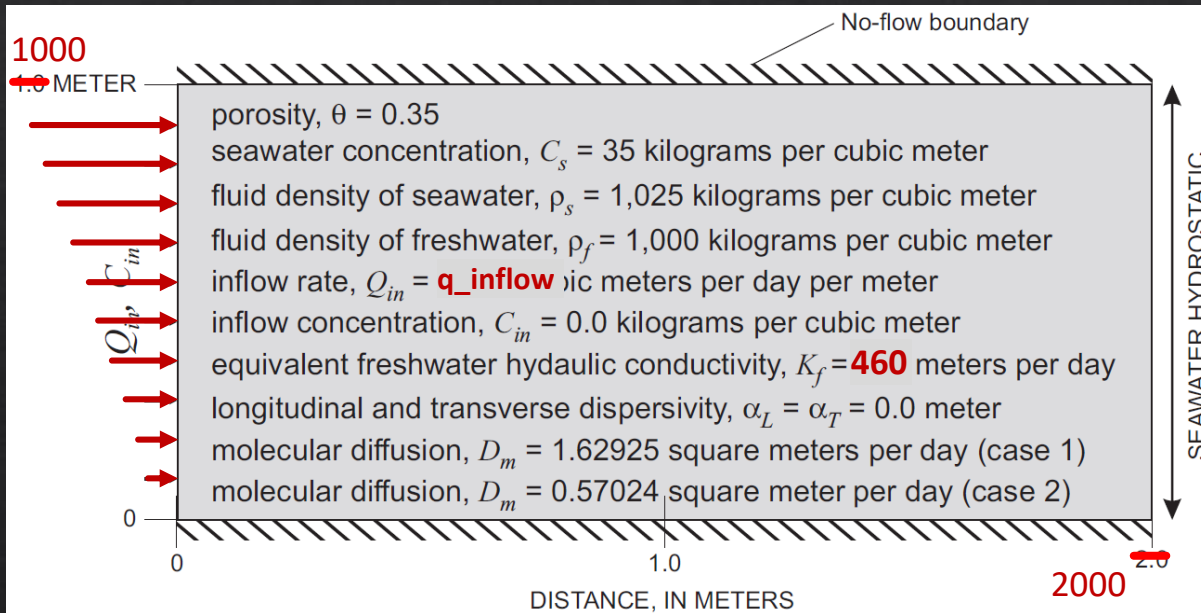 No-flow boundary
1000
1.0 METER
porosity, θ = 0.35
seawater concentration, Cₛ = 35 kilograms per cubic meter
fluid density of seawater, ρₛ = 1,025 kilograms per cubic meter
fluid density of freshwater, ρf = 1,000 kilograms per cubic meter
inflow rate, Qin = q_inflow ic meters per day per meter
inflow concentration, Cin = 0.0 kilograms per cubic meter
equivalent freshwater hydaulic conductivity, Kf = 460 meters per day
longitudinal and transverse dispersivity, αL = αT = 0.0 meter
molecular diffusion, Dm = 1.62925 square meters per day (case 1)
molecular diffusion, Dm = 0.57024 square meter per day (case 2)
Qin, Cin
SEAWATER HYDROSTATIC
0
0 1.0 2.0
2000
DISTANCE, IN METERS